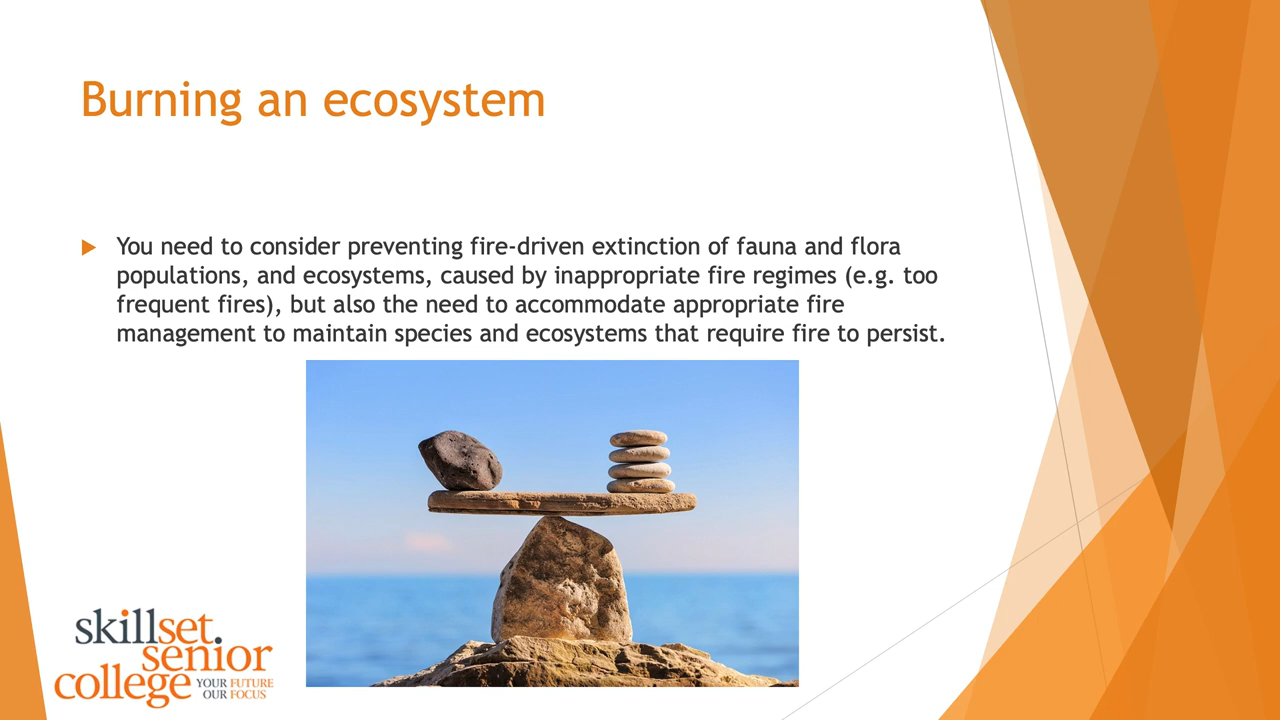 Burning an ecosystem
You need to consider preventing fire-driven extinction of fauna and flora
populations, and ecosystems, caused by inappropriate fire regimes (e.g. too
frequent fires), but also the need to accommodate appropriate fire
management to maintain species and ecosystems that require fire to persist.
skillset.
senior
college YOUR FUTURE
OUR FOCUS